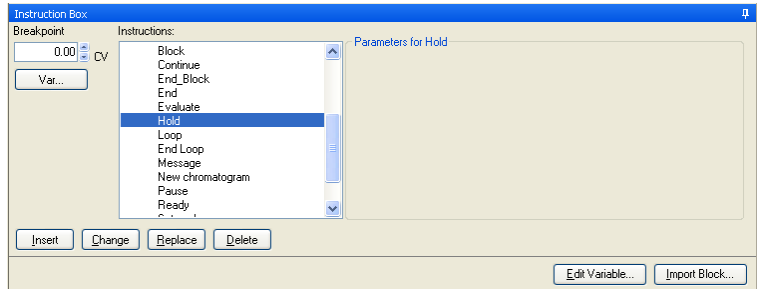 Instruction Box
Breakpoint
Instructions:
0.00 CV
Var...
Block
Continue
End_Block
End
Evaluate
Hold
Loop
End Loop
Message
New chromatogram
Pause
Ready
Parameters for Hold
Insert Change Replace Delete
Edit Variable... Import Block...